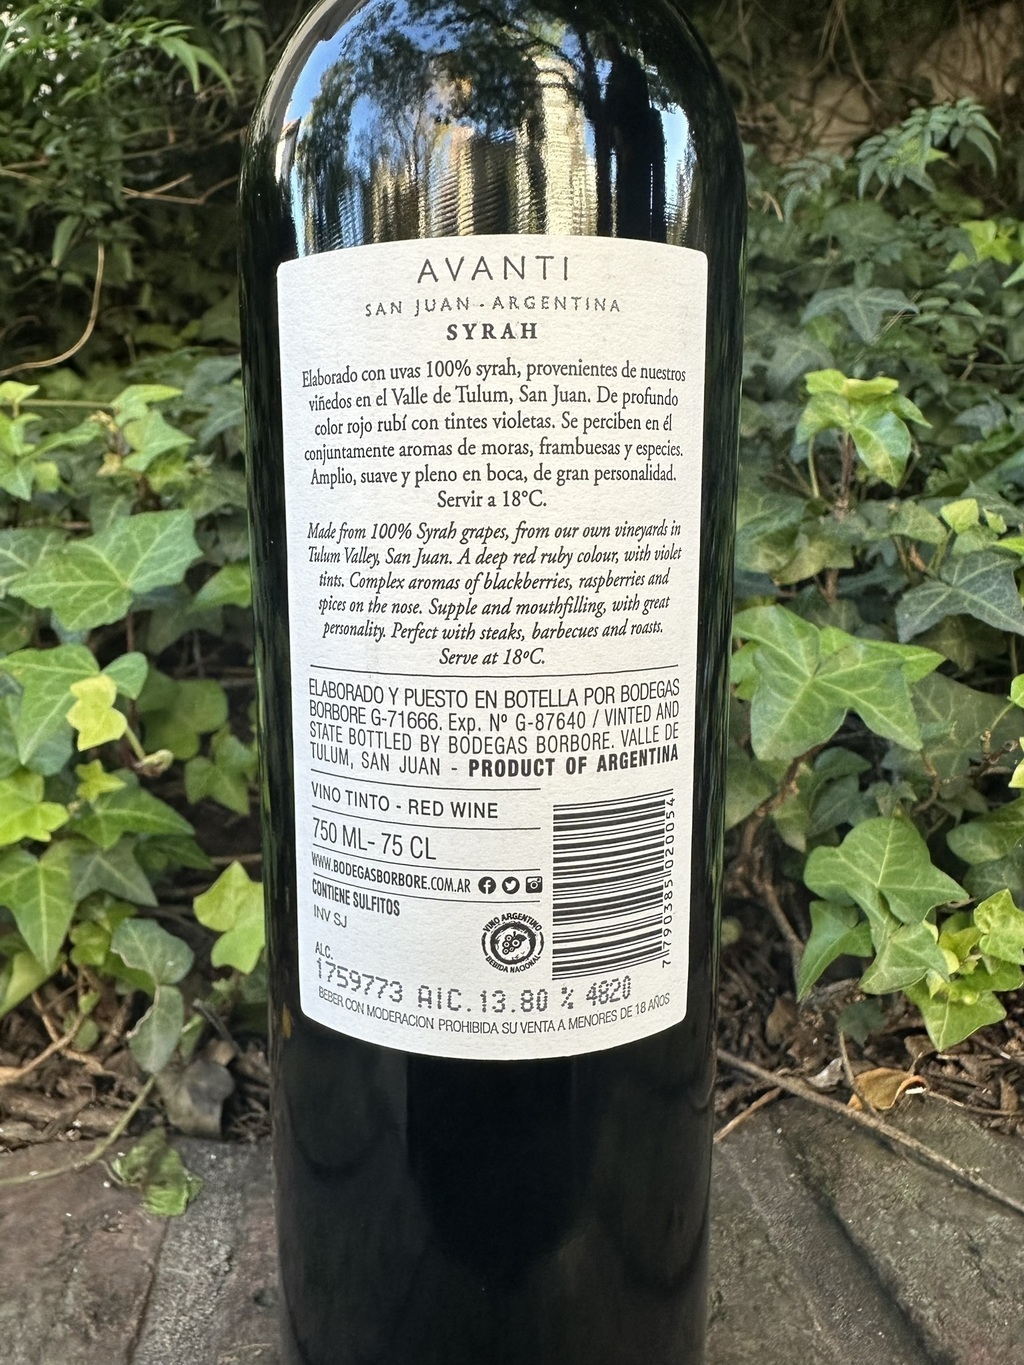 AVANTI
SAN JUAN - ARGENTINA
SYRAH
Elaborado con uvas 100% syrah, provenientes de nuestros
viñedos en el Valle de Tulum, San Juan. De profundo
color rojo rubí con tintes violetas. Se perciben en él
conjuntamente aromas de moras, frambuesas y especies.
Amplio, suave y pleno en boca, de gran personalidad.
Servir a 18°C.
Made from 100% Syrah grapes, from our own vineyards in
Tulum Valley, San Juan. A deep red ruby colour, with violet
tints. Complex aromas of blackberries, raspberries and
spices on the nose. Supple and mouthfilling, with great
personality. Perfect with steaks, barbecues and roasts.
Serve at 18ºC.
ELABORADO Y PUESTO EN BOTELLA POR BODEGAS
BORBORE G-71666. Exp. Nº G-87640 / VINTED AND
STATE BOTTLED BY BODEGAS BORBORE. VALLE DE
TULUM, SAN JUAN - PRODUCT OF ARGENTINA
VINO TINTO - RED WINE
750 ML- 75 CL
WWW.BODEGASBORBORE.COM.AR
CONTIENE SULFITOS
INV SJ
VINO ARGENTINO
BEBIDA NACIONAL
7 790385 020054
ALC.
1759773 AlC. 13.80 % 4820
BEBER CON MODERACION PROHIBIDA SU VENTA A MENORES DE 18 AÑOS